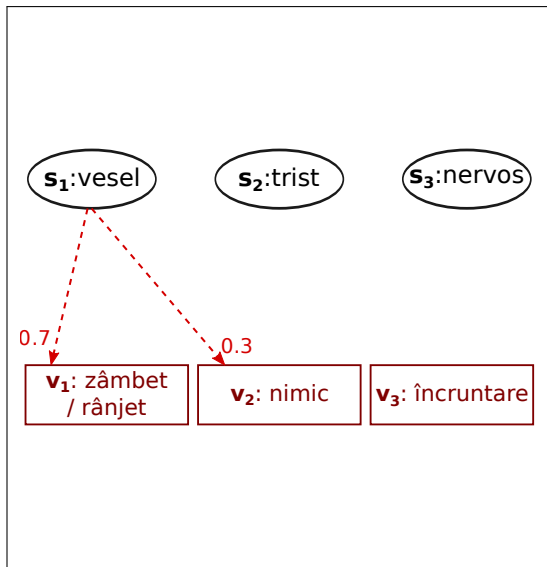 s1:vesel
s2:trist
s3:nervos
0.7
0.3
v1: zâmbet
/ rânjet
v2: nimic
v3: încruntare